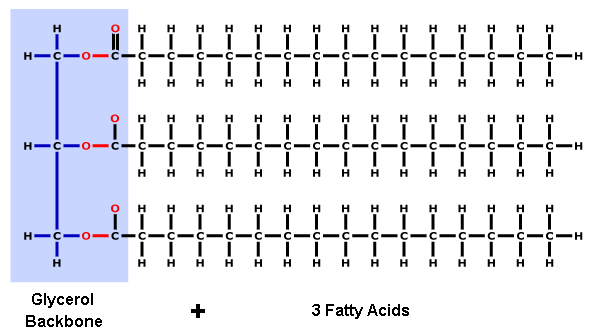 H O H H H H H H H H H H H H H H H
H C O C C C C C C C C C C C C C C C C H
H H H H H H H H H H H H H H H
O H H H H H H H H H H H H H H H
H C O C C C C C C C C C C C C C C C C H
H H H H H H H H H H H H H H H
O H H H H H H H H H H H H H H H
H C O C C C C C C C C C C C C C C C C H
H H H H H H H H H H H H H H H H
Glycerol
Backbone
+
3 Fatty Acids